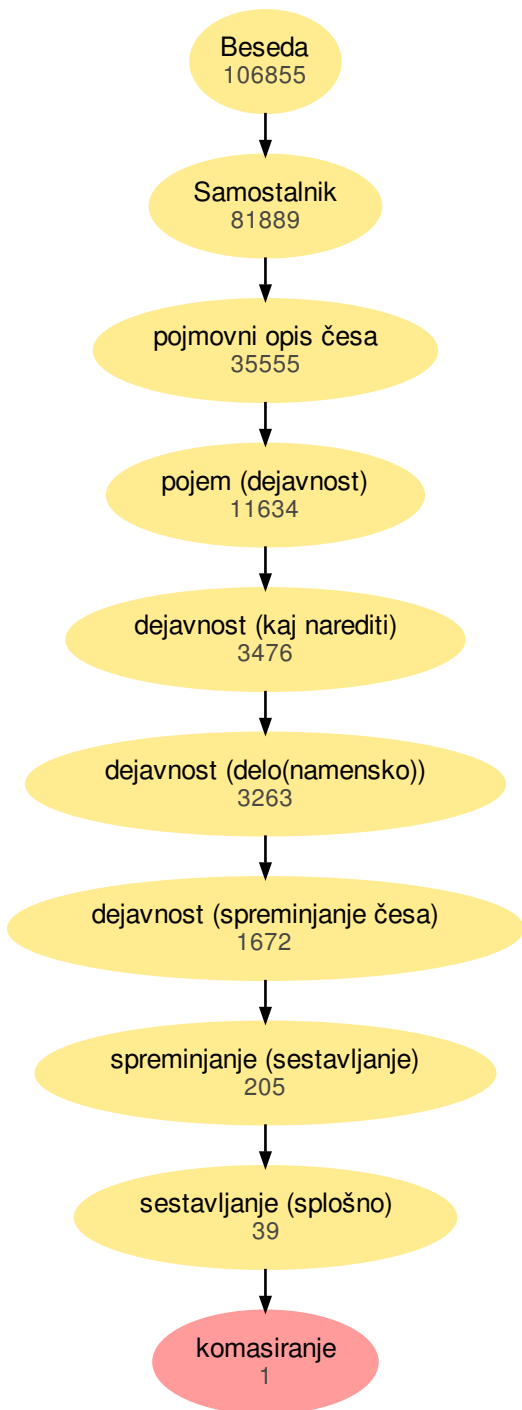 Beseda
106855
Samostalnik
81889
pojmovni opis česa
35555
pojem (dejavnost)
11634
dejavnost (kaj narediti)
3476
dejavnost (delo(namensko))
3263
dejavnost (spreminjanje česa)
1672
spreminjanje (sestavljanje)
205
sestavljanje (splošno)
39
komasiranje
1